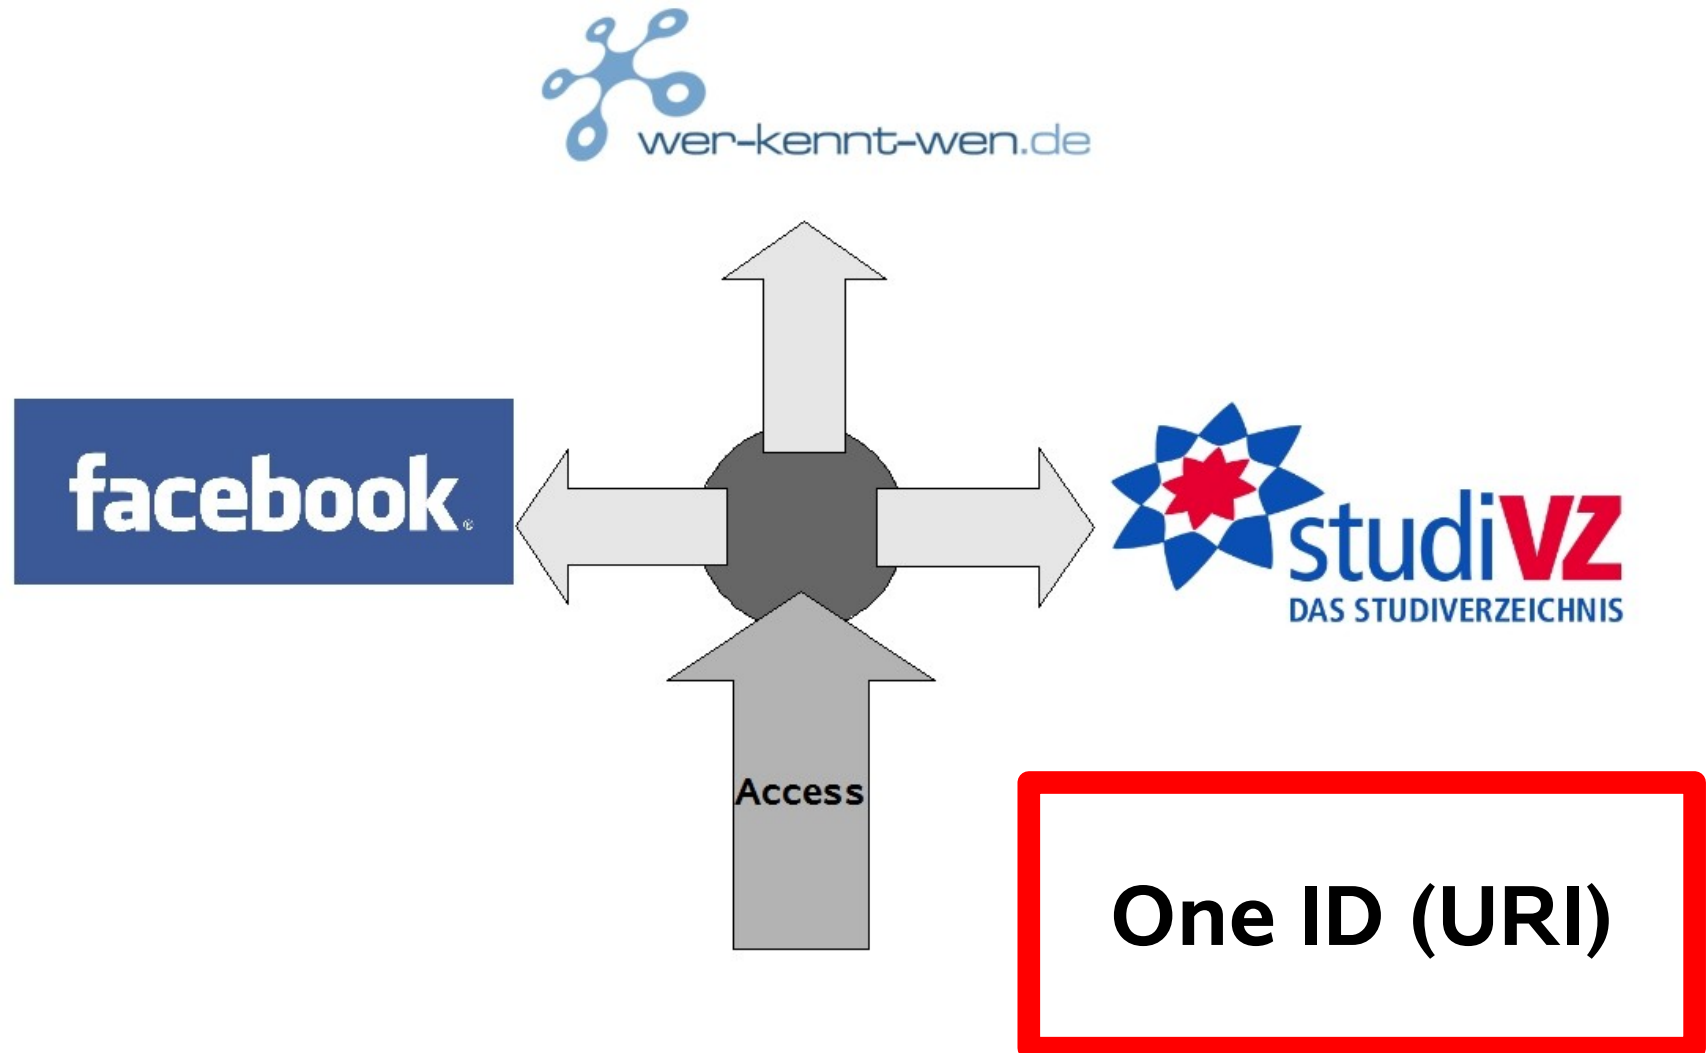 wer-kennt-wen.de
facebook®
studiVZ
DAS STUDIVERZEICHNIS
Access
One ID (URI)